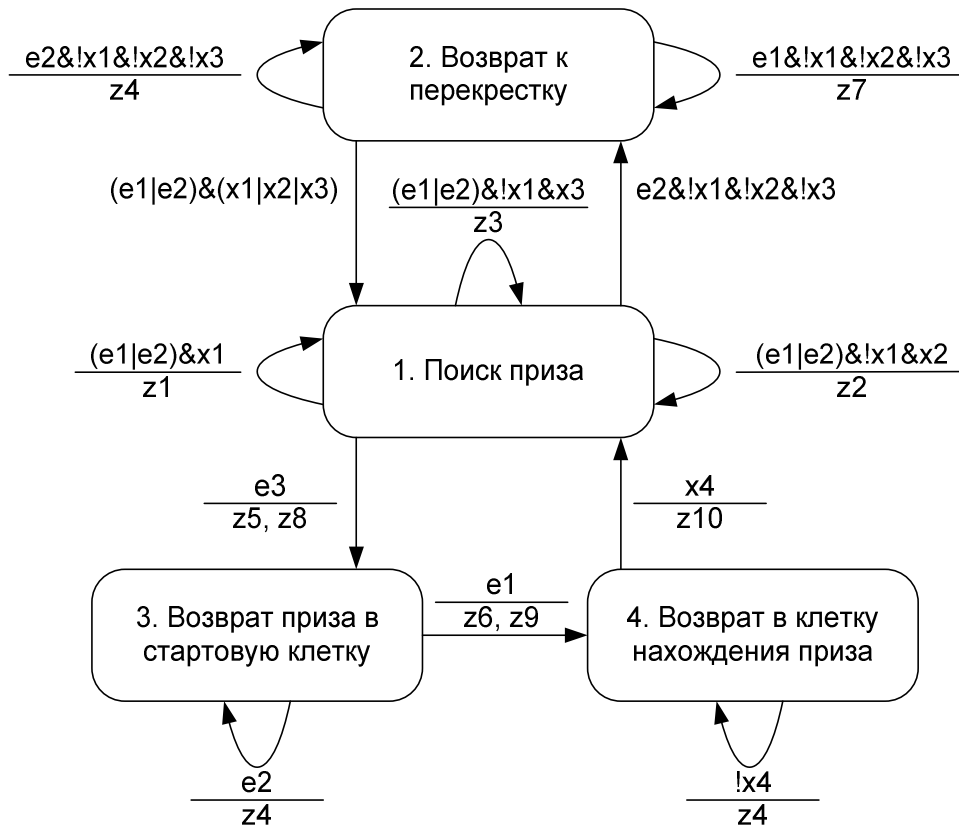 e2&!x1&!x2&!x3
z4
2. Возврат к
перекрестку
e1&!x1&!x2&!x3
z7
(e1|e2)&(x1|x2|x3)
(e1|e2)&!x1&x3
z3
e2&!x1&!x2&!x3
(e1|e2)&x1
z1
1. Поиск приза
(e1|e2)&!x1&x2
z2
e3
z5, z8
x4
z10
3. Возврат приза в
стартовую клетку
e1
z6, z9
4. Возврат в клетку
нахождения приза
e2
z4
!x4
z4